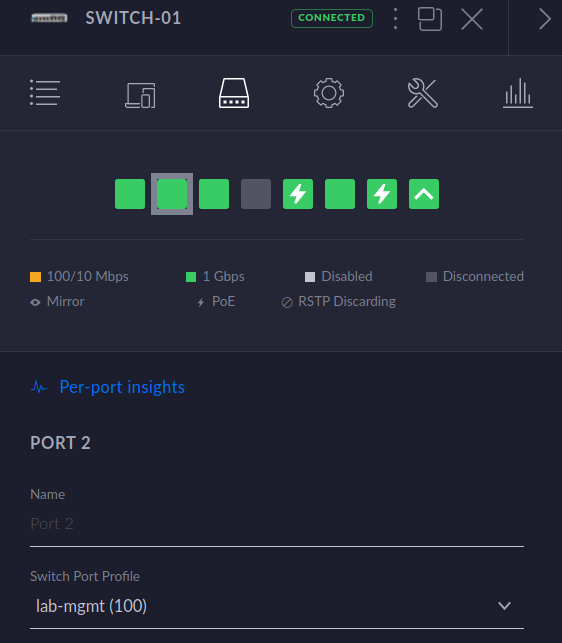 SWITCH-01 CONNECTED
100/10 Mbps 1 Gbps Disabled Disconnected
Mirror PoE RSTP Discarding
Per-port insights
PORT 2
Name
Port 2
Switch Port Profile
lab-mgmt (100)